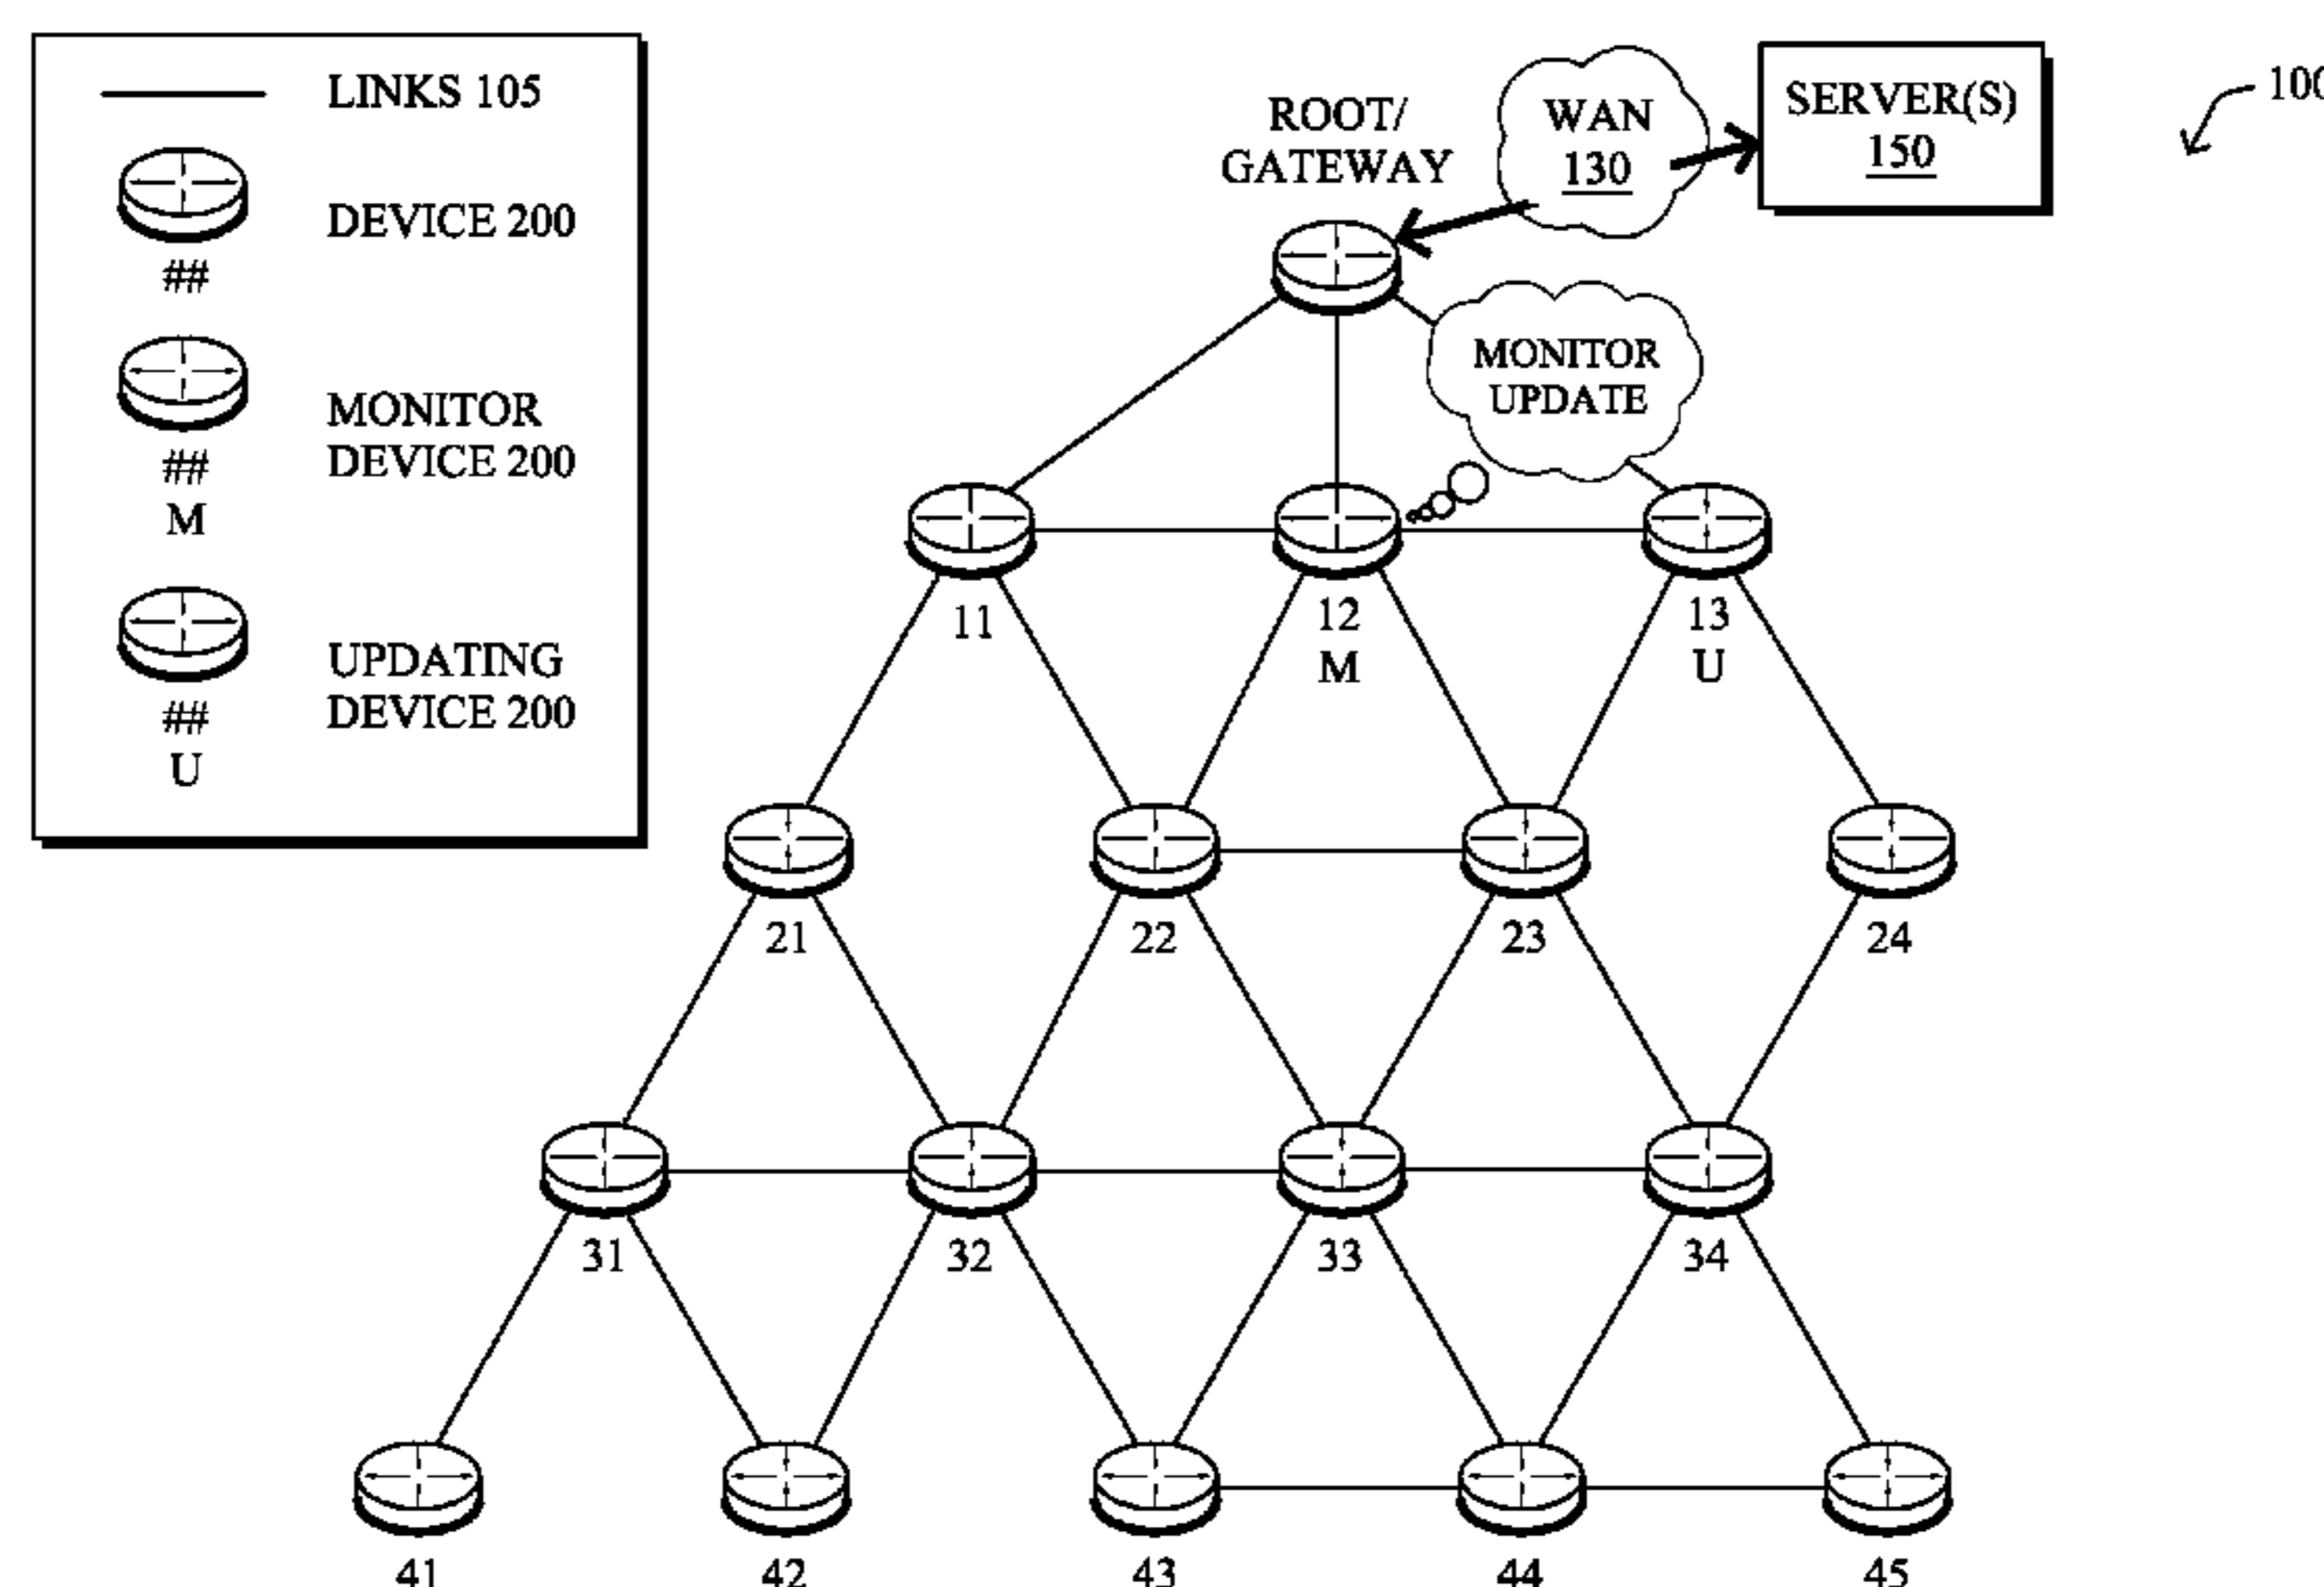 LINKS 105
DEVICE 200
##
MONITOR
DEVICE 200
##
M
UPDATING
DEVICE 200
##
U
ROOT/
GATEWAY
WAN
130
SERVER(S)
150
100
MONITOR
UPDATE
11
12
M
13
U
21
22
23
24
31
32
33
34
41
42
43
44
45